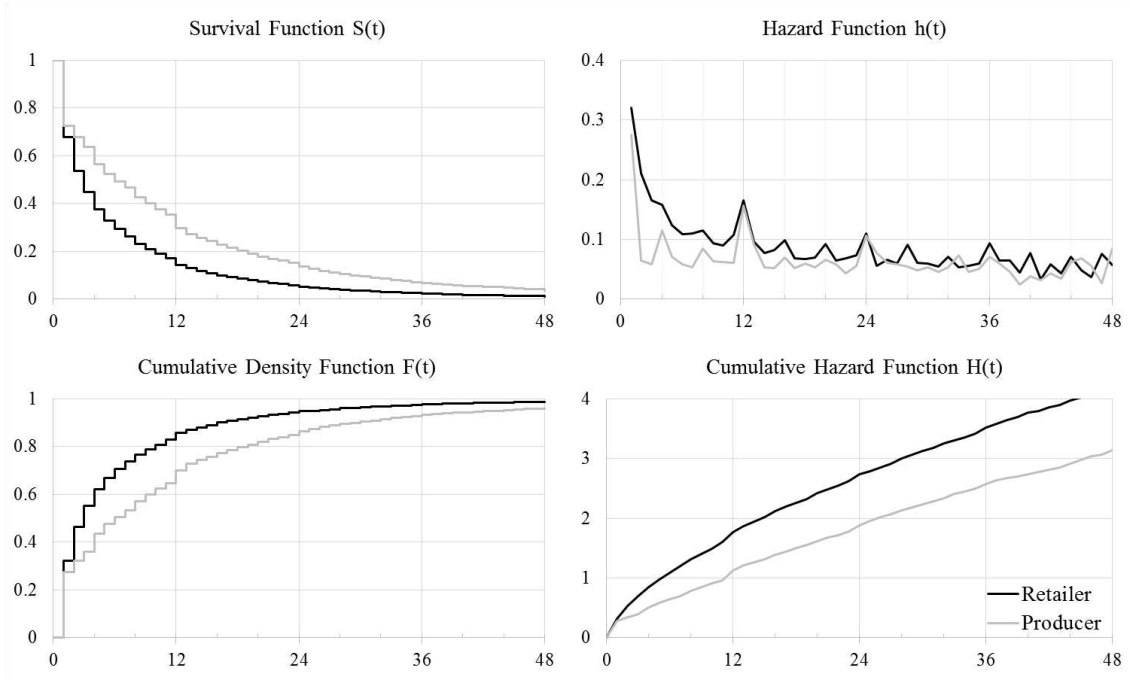 Survival Function S(t)
1
0.8
0.6
0.4
0.2
0
0 12 24 36 48
Hazard Function h(t)
0.4
0.3
0.2
0.1
0
0 12 24 36 48
Cumulative Density Function F(t)
1
0.8
0.6
0.4
0.2
0
0 12 24 36 48
Cumulative Hazard Function H(t)
4
3
2
1
0
Retailer
Producer
0 12 24 36 48